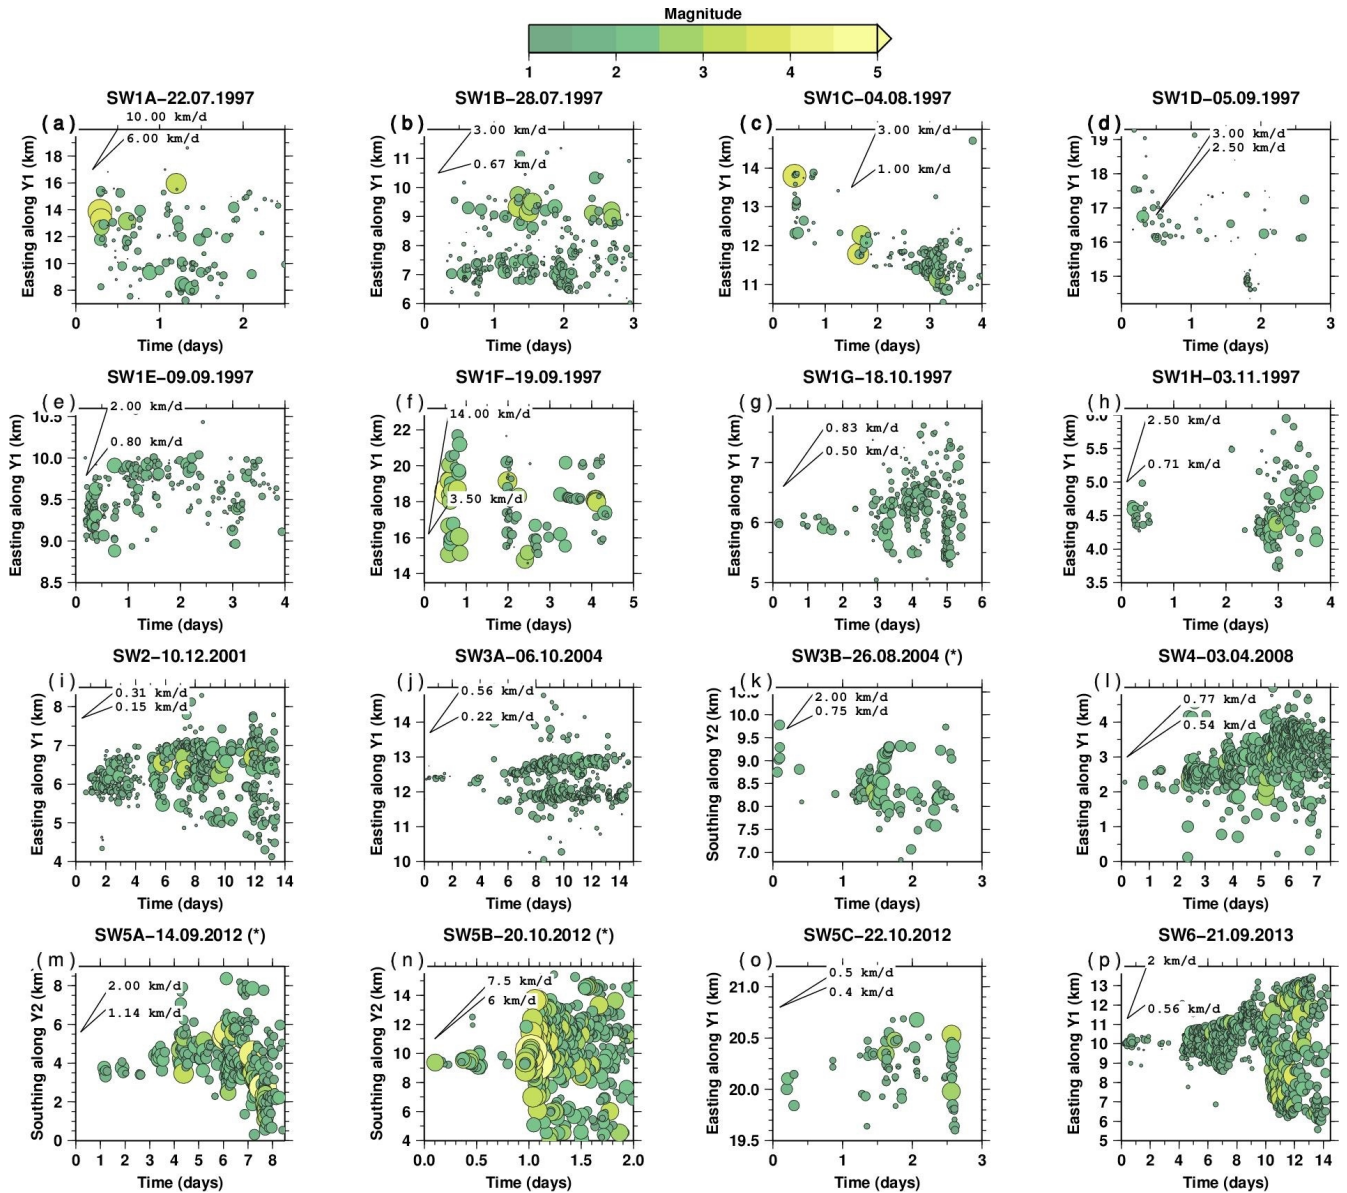 Magnitude
1 2 3 4 5
SW1A−22.07.1997
(a)
10.00 km/d
6.00 km/d
18
16
14
12
10
8
Easting along Y1 (km)
0 1 2
Time (days)
SW1B−28.07.1997
(b)
3.00 km/d
0.67 km/d
11
10
9
8
7
6
Easting along Y1 (km)
0 1 2 3
Time (days)
SW1C−04.08.1997
(c)
3.00 km/d
1.00 km/d
14
13
12
11
Easting along Y1 (km)
0 1 2 3 4
Time (days)
SW1D−05.09.1997
(d)
3.00 km/d
2.50 km/d
19
18
17
16
15
Easting along Y1 (km)
0 1 2 3
Time (days)
SW1E−09.09.1997
(e)
2.00 km/d
0.80 km/d
10.5
10.0
9.5
9.0
8.5
Easting along Y1 (km)
0 1 2 3 4
Time (days)
SW1F−19.09.1997
(f)
14.00 km/d
3.50 km/d
22
20
18
16
14
Easting along Y1 (km)
0 1 2 3 4 5
Time (days)
SW1G−18.10.1997
(g)
0.83 km/d
0.50 km/d
7
6
5
Easting along Y1 (km)
0 1 2 3 4 5 6
Time (days)
SW1H−03.11.1997
(h)
2.50 km/d
0.71 km/d
6.0
5.5
5.0
4.5
4.0
3.5
Easting along Y1 (km)
0 1 2 3 4
Time (days)
SW2−10.12.2001
(i)
0.31 km/d
0.15 km/d
8
7
6
5
4
Easting along Y1 (km)
0 2 4 6 8 10 12 14
Time (days)
SW3A−06.10.2004
(j)
0.56 km/d
0.22 km/d
14
13
12
11
10
Easting along Y1 (km)
0 2 4 6 8 10 12 14
Time (days)
SW3B−26.08.2004 (*)
(k)
2.00 km/d
0.75 km/d
10.5
10.0
9.5
9.0
8.5
8.0
7.5
7.0
Southing along Y2 (km)
0 1 2 3
Time (days)
SW4−03.04.2008
(l)
0.77 km/d
0.54 km/d
4
3
2
1
0
Easting along Y1 (km)
0 1 2 3 4 5 6 7
Time (days)
SW5A−14.09.2012 (*)
(m)
2.00 km/d
1.14 km/d
8
6
4
2
0
Southing along Y2 (km)
0 1 2 3 4 5 6 7 8
Time (days)
SW5B−20.10.2012 (*)
(n)
7.5 km/d
6 km/d
14
12
10
8
6
4
Southing along Y2 (km)
0.0 0.5 1.0 1.5 2.0
Time (days)
SW5C−22.10.2012
(o)
0.5 km/d
0.4 km/d
21.0
20.5
20.0
19.5
Easting along Y1 (km)
0 1 2 3
Time (days)
SW6−21.09.2013
(p)
2 km/d
0.56 km/d
13
12
11
10
9
8
7
6
5
Easting along Y1 (km)
0 2 4 6 8 10 12 14
Time (days)